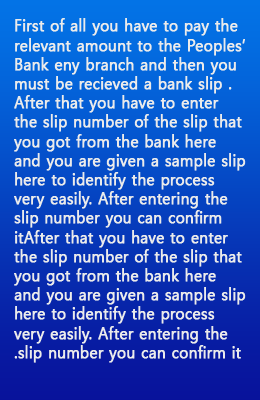 First of all you have to pay the
relevant amount to the Peoples'
Bank eny branch and then you
must be recieved a bank slip .
After that you have to enter
the slip number of the slip that
you got from the bank here
and you are given a sample slip
here to identify the process
very easily. After entering the
slip number you can confirm
itAfter that you have to enter
the slip number of the slip that
you got from the bank here
and you are given a sample slip
here to identify the process
very easily. After entering the
.slip number you can confirm it